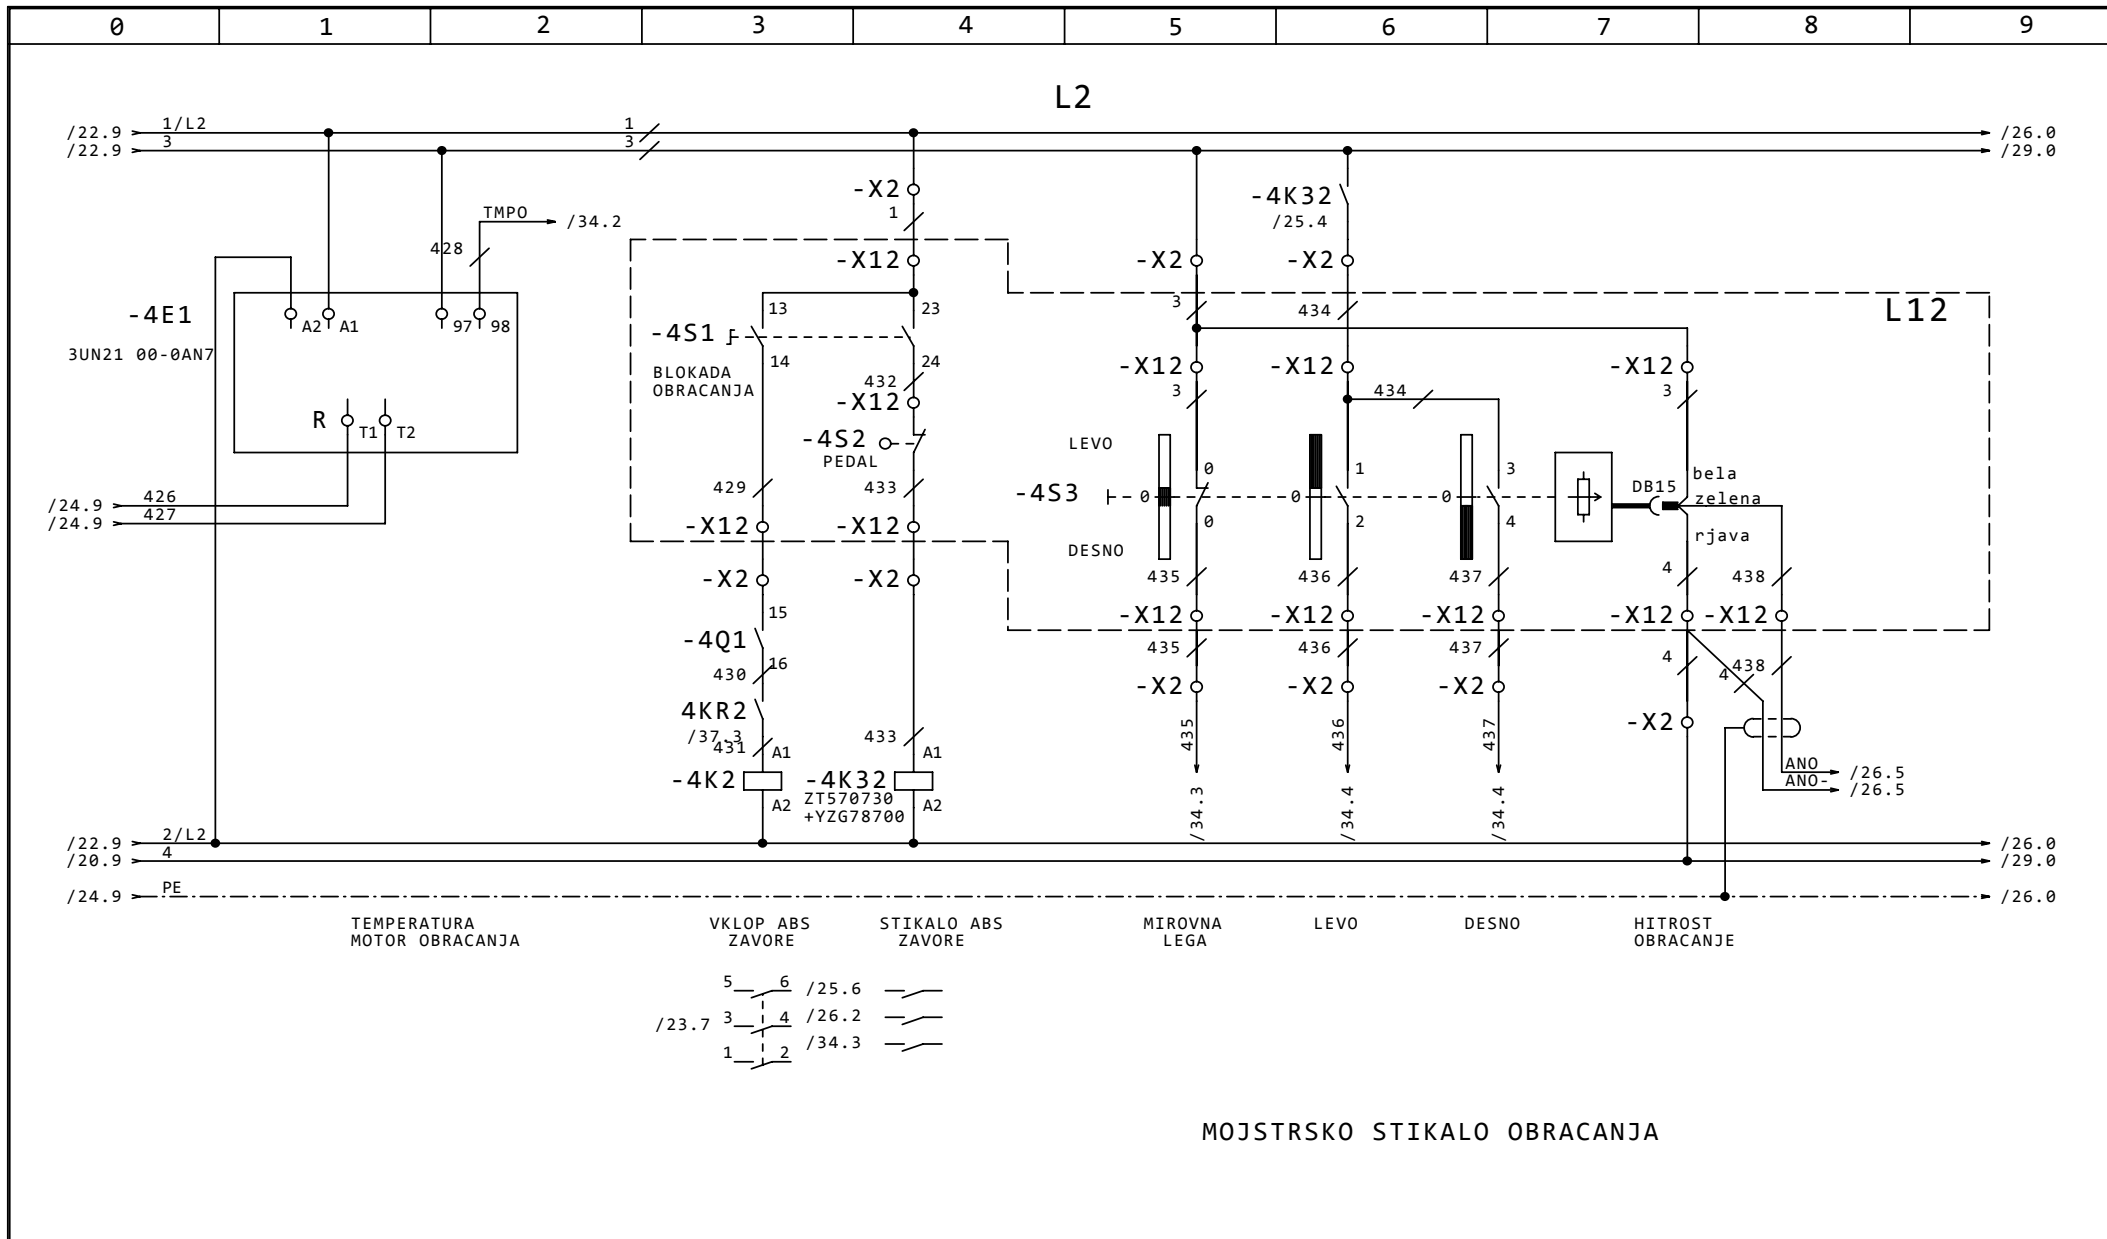 0 1 2 3 4 5 6 7 8 9
L2
/22.9 1/L2 1 /26.0
/22.9 3 3 /29.0
-X2 -4K32
TMPO /34.2 1 /25.4
428
-X12 -X2 -X2
-4E1 A2 A1 97 98 13 23 3 434 L12
-4S1
3UN21 00-0AN7 14 24
BLOKADA
OBRACANJA
-X12 -X12 -X12
432 3 434 3
-X12
R T1 T2
-4S2
PEDAL
LEVO
0 1 3 bela
429 433 -4S3 0 0 0 DB15 zelena
/24.9 426
/24.9 427
0 2 4 rjava
-X12 -X12
DESNO
-X2 -X2 435 436 437 4 438
15 -X12 -X12 -X12 -X12 -X12
-4Q1
16 435 436 437 4 4 438
430
-X2 -X2 -X2
4KR2 -X2
/37.3
431 A1 433 A1 435 436 437
-4K2 -4K32 ANO /26.5
A2 A2 ANO- /26.5
ZT570730
+YZG78700 /34.3 /34.4 /34.4
/22.9 2/L2 /26.0
/20.9 4 /29.0
/24.9 PE /26.0
TEMPERATURA
MOTOR OBRACANJA
VKLOP ABS
ZAVORE
STIKALO ABS
ZAVORE
MIROVNA
LEGA
LEVO
DESNO
HITROST
OBRACANJE
5 6 /25.6
/23.7 3 4 /26.2
1 2 /34.3
MOJSTRSKO STIKALO OBRACANJA